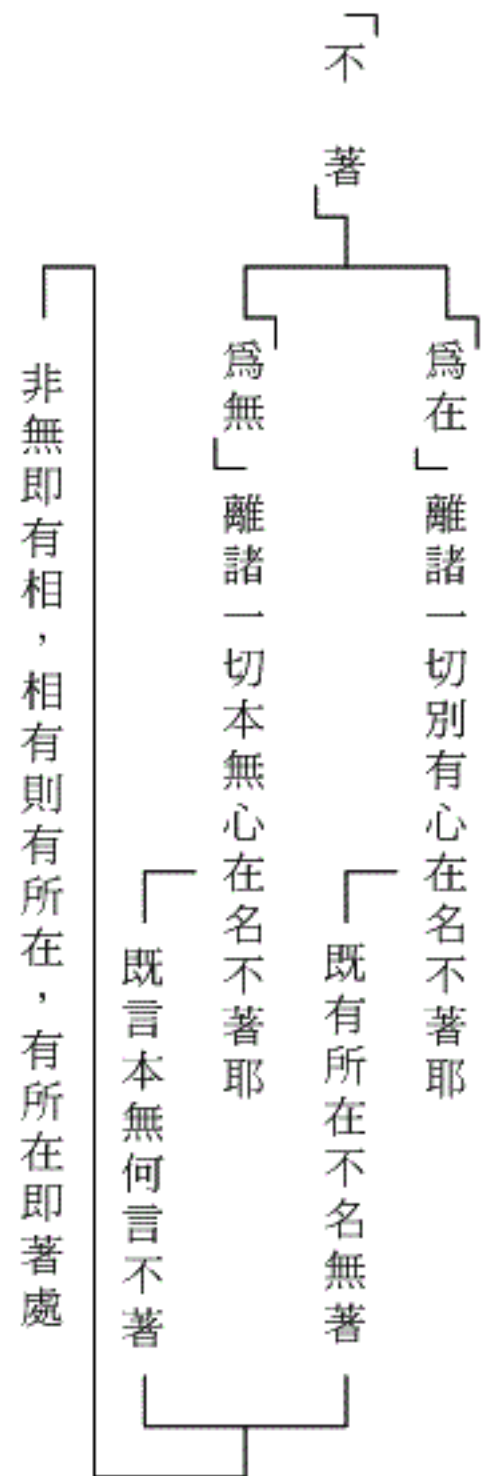 「不著」
「為在」離諸一切別有心在名不著耶
既有所在不名無著
「為無」離諸一切本無心在名不著耶
既言本無何言不著
非無即有相,相有則有所在,有所在即著處